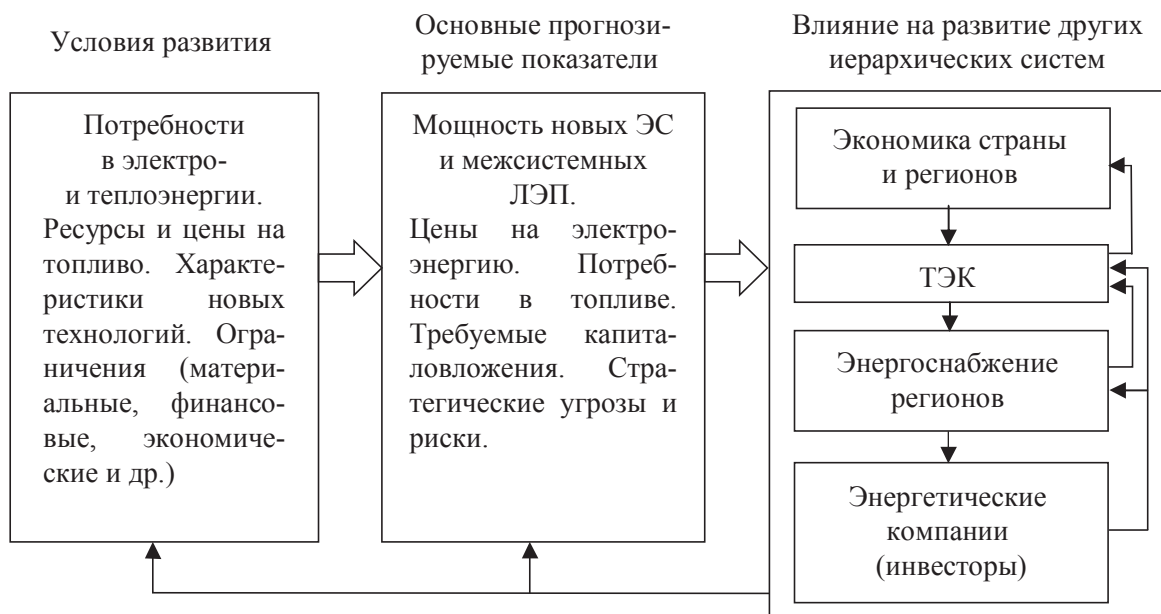 Условия развития
Потребности
в электро-
и теплоэнергии.
Ресурсы и цены на
топливо. Характе-
ристики новых
технологий. Огра-
ничения (матери-
альные, финансо-
вые, экономиче-
ские и др.)
Основные прогнози-
руемые показатели
Мощность новых ЭС
и межсистемных
ЛЭП.
Цены на электро-
энергию. Потреб-
ности в топливе.
Требуемые капита-
ловложения. Стра-
тегические угрозы и
риски.
Влияние на развитие других
иерархических систем
Экономика страны
и регионов
ТЭК
Энергоснабжение
регионов
Энергетические
компании
(инвесторы)